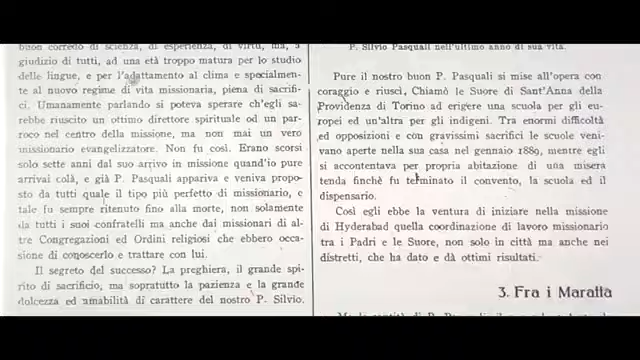 buon corredo di scienza, di esperienza, di virtù, ma, a
giudizio di tutti, ad una età troppo matura per lo studio
delle lingue, e per l'adattamento al clima e specialmen-
te al nuovo regime di vita missionaria, piena di sacrifi-
ci. Umanamente parlando si poteva sperare ch'egli sa-
rebbe riuscito un ottimo direttore spirituale od un par-
roco nel centro della missione, ma non mai un vero
missionario evangelizzatore. Non fu così. Erano scorsi
solo sette anni dal suo arrivo in missione quand'io pure
arrivai colà, e già P. Pasquali appariva e veniva propo-
sto da tutti quale il tipo più perfetto di missionario, e
tale fu sempre ritenuto fino alla morte, non solamente
da tutti i suoi confratelli ma anche dai missionari di al-
tre Congregazioni ed Ordini religiosi che ebbero occa-
sione di conoscerlo e trattare con lui.
Il segreto del successo? La preghiera, il grande spi-
rito di sacrificio, ma soprattutto la pazienza e la grande
dolcezza ed amabilità di carattere del nostro P. Silvio.
P. Silvio Pasquali nell'ultimo anno di sua vita.
Pure il nostro buon P. Pasquali si mise all'opera con
coraggio e riuscì, Chiamò le Suore di Sant'Anna della
Providenza di Torino ad erigere una scuola per gli eu-
ropei ed un'altra per gli indigeni. Tra enormi difficoltà
ed opposizioni e con gravissimi sacrifici le scuole veni-
vano aperte nella sua casa nel gennaio 1889, mentre egli
si accontentava per propria abitazione di una misera
tenda finchè fu terminato il convento, la scuola ed il
dispensario.
Così egli ebbe la ventura di iniziare nella missione
di Hyderabad quella coordinazione di lavoro missionario
tra i Padri e le Suore, non solo in città ma anche nei
distretti, che ha dato e dà ottimi risultati.
3. Fra i Maratta